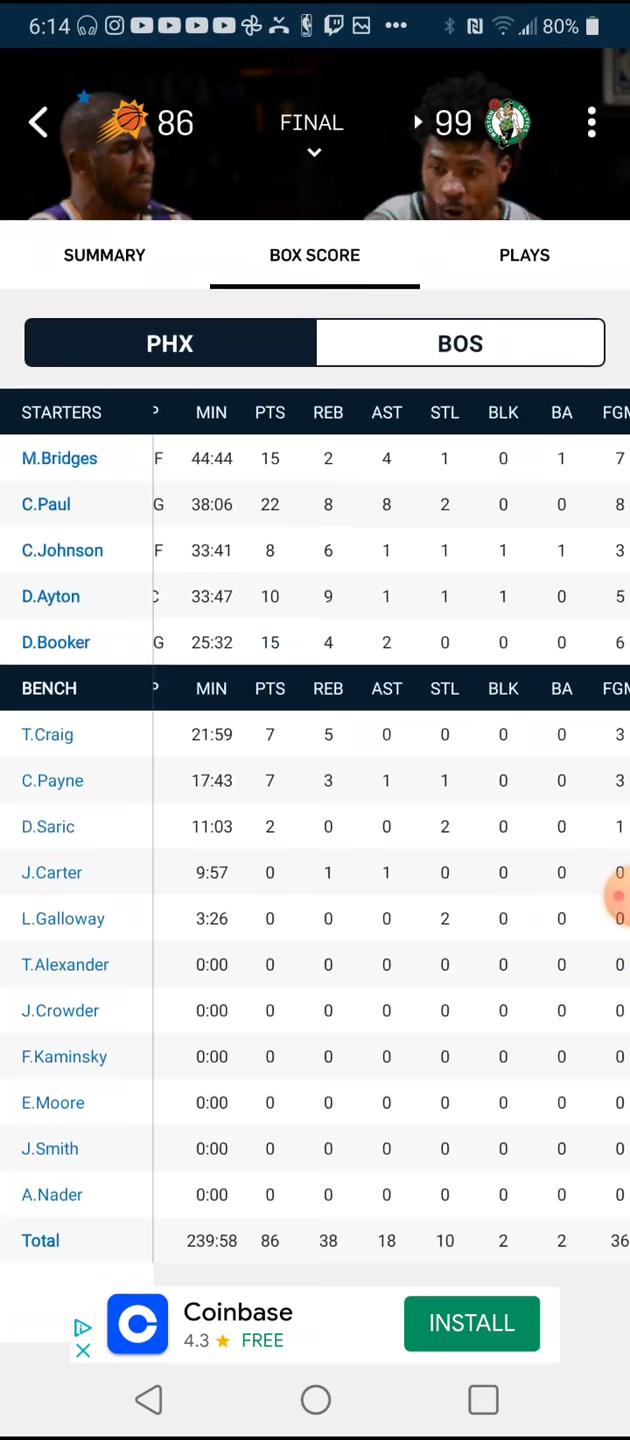 6:14 80%
86 FINAL 99
SUMMARY BOX SCORE PLAYS
PHX BOS
STARTERS P MIN PTS REB AST STL BLK BA FGM
M.Bridges F 44:44 15 2 4 1 0 1 7
C.Paul G 38:06 22 8 8 2 0 0 8
C.Johnson F 33:41 8 6 1 1 1 1 3
D.Ayton C 33:47 10 9 1 1 1 0 5
D.Booker G 25:32 15 4 2 0 0 0 6
BENCH P MIN PTS REB AST STL BLK BA FGM
T.Craig 21:59 7 5 0 0 0 0 3
C.Payne 17:43 7 3 1 1 0 0 3
D.Saric 11:03 2 0 0 2 0 0 1
J.Carter 9:57 0 1 1 0 0 0 0
L.Galloway 3:26 0 0 0 2 0 0 0
T.Alexander 0:00 0 0 0 0 0 0 0
J.Crowder 0:00 0 0 0 0 0 0 0
F.Kaminsky 0:00 0 0 0 0 0 0 0
E.Moore 0:00 0 0 0 0 0 0 0
J.Smith 0:00 0 0 0 0 0 0 0
A.Nader 0:00 0 0 0 0 0 0 0
Total 239:58 86 38 18 10 2 2 36
Coinbase
4.3 FREE
INSTALL